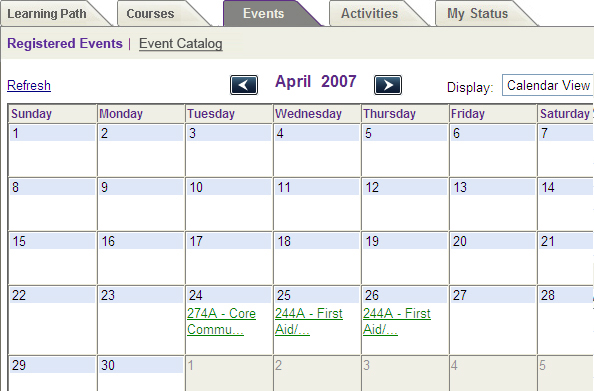 Learning Path Courses Events Activities My Status
Registered Events | Event Catalog
Refresh April 2007 Display: Calendar View
Sunday Monday Tuesday Wednesday Thursday Friday Saturday
1 2 3 4 5 6 7
8 9 10 11 12 13 14
15 16 17 18 19 20 21
22 23 24 25 26 27 28
274A - Core 244A - First 244A - First
Commu... Aid/... Aid/...
29 30 1 2 3 4 5